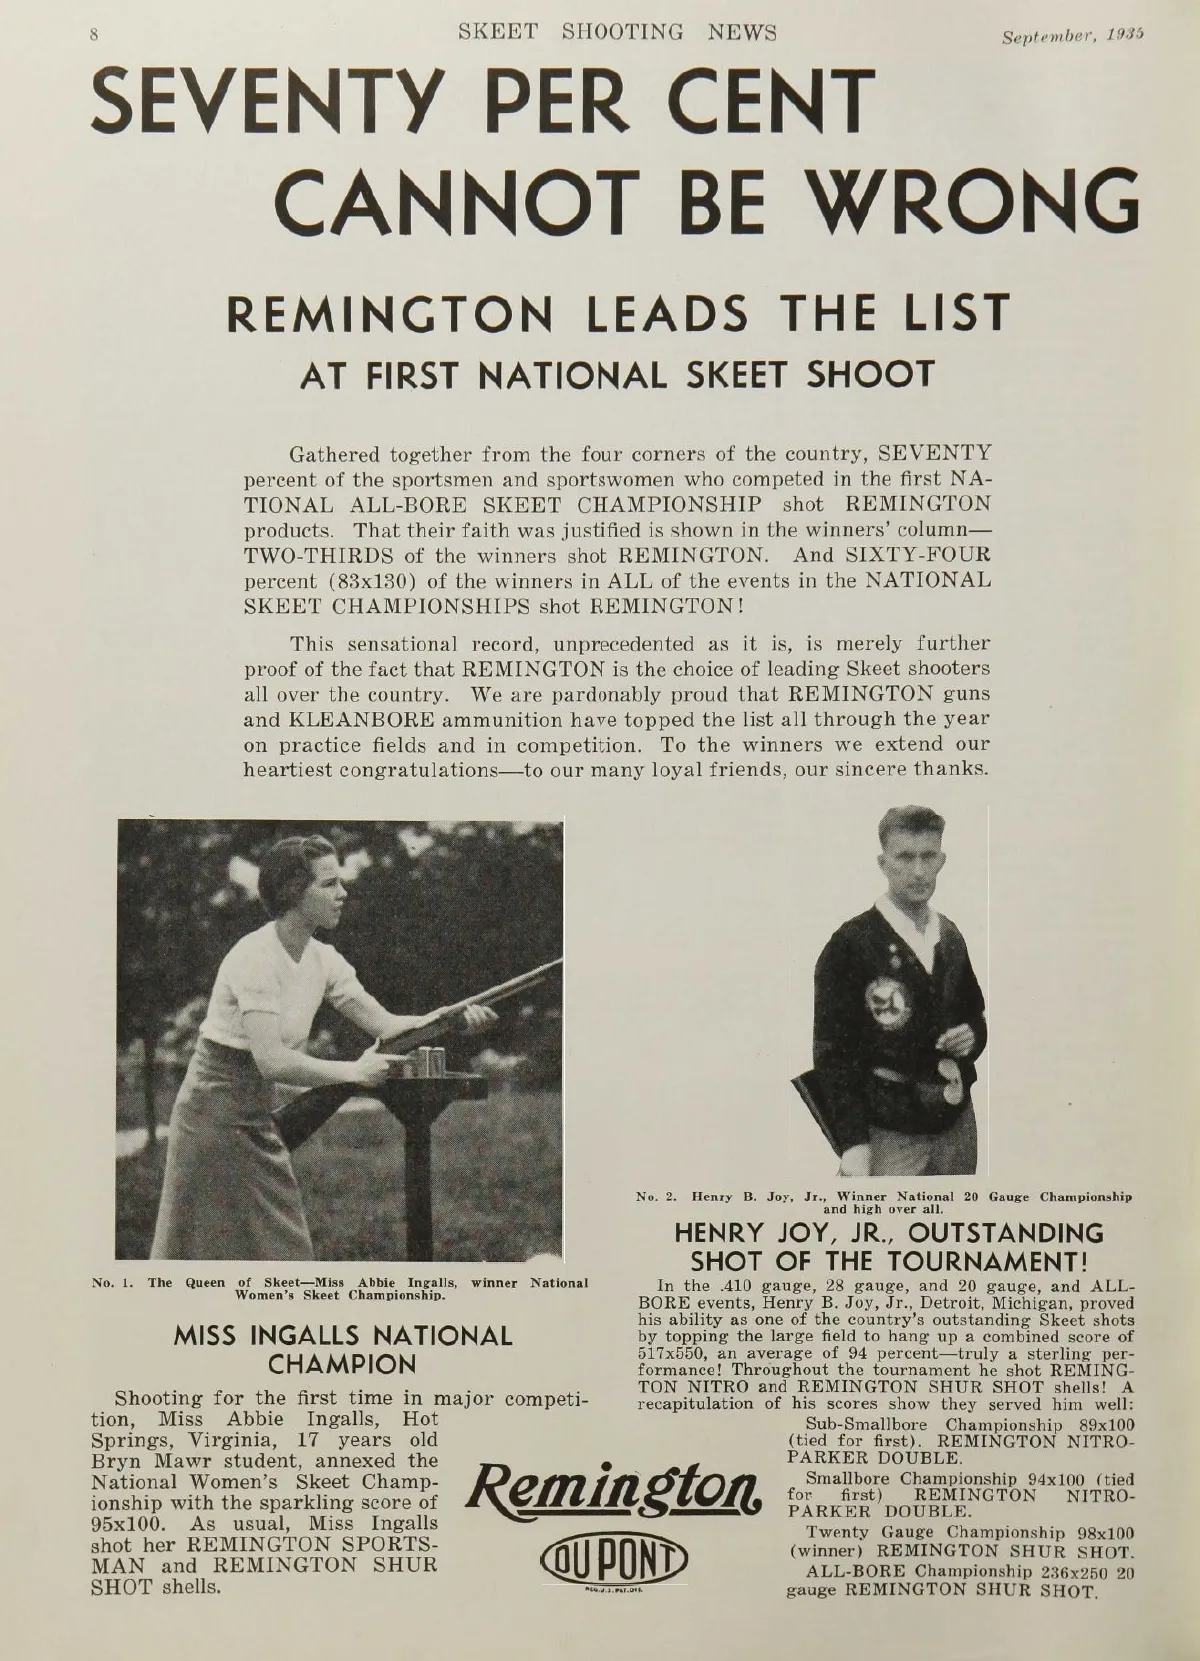 8
SKEET SHOOTING NEWS
September, 1935
SEVENTY PER CENT
CANNOT BE WRONG
REMINGTON LEADS THE LIST
AT FIRST NATIONAL SKEET SHOOT
Gathered together from the four corners of the country, SEVENTY
percent of the sportsmen and sportswomen who competed in the first NA-
TIONAL ALL-BORE SKEET CHAMPIONSHIP shot REMINGTON
products. That their faith was justified is shown in the winners' column—
TWO-THIRDS of the winners shot REMINGTON. And SIXTY-FOUR
percent (83x130) of the winners in ALL of the events in the NATIONAL
SKEET CHAMPIONSHIPS shot REMINGTON!
This sensational record, unprecedented as it is, is merely further
proof of the fact that REMINGTON is the choice of leading Skeet shooters
all over the country. We are pardonably proud that REMINGTON guns
and KLEANBORE ammunition have topped the list all through the year
on practice fields and in competition. To the winners we extend our
heartiest congratulations—to our many loyal friends, our sincere thanks.
No. 1. The Queen of Skeet—Miss Abbie Ingalls, winner National
Women's Skeet Championship.
MISS INGALLS NATIONAL
CHAMPION
Shooting for the first time in major competi-
tion, Miss Abbie Ingalls, Hot
Springs, Virginia, 17 years old
Bryn Mawr student, annexed the
National Women's Skeet Champ-
ionship with the sparkling score of
95x100. As usual, Miss Ingalls
shot her REMINGTON SPORTS-
MAN and REMINGTON SHUR
SHOT shells.
Remington,
DU PONT
REG. U.S. PAT. OFF.
No. 2. Henry B. Joy, Jr., Winner National 20 Gauge Championship
and high over all.
HENRY JOY, JR., OUTSTANDING
SHOT OF THE TOURNAMENT!
In the .410 gauge, 28 gauge, and 20 gauge, and ALL-
BORE events, Henry B. Joy, Jr., Detroit, Michigan, proved
his ability as one of the country's outstanding Skeet shots
by topping the large field to hang up a combined score of
517x550, an average of 94 percent—truly a sterling per-
formance! Throughout the tournament he shot REMING-
TON NITRO and REMINGTON SHUR SHOT shells! A
recapitulation of his scores show they served him well:
Sub-Smallbore Championship 89x100
(tied for first). REMINGTON NITRO-
PARKER DOUBLE.
Smallbore Championship 94x100 (tied
for first) REMINGTON NITRO-
PARKER DOUBLE.
Twenty Gauge Championship 98x100
(winner) REMINGTON SHUR SHOT.
ALL-BORE Championship 236x250 20
gauge REMINGTON SHUR SHOT.